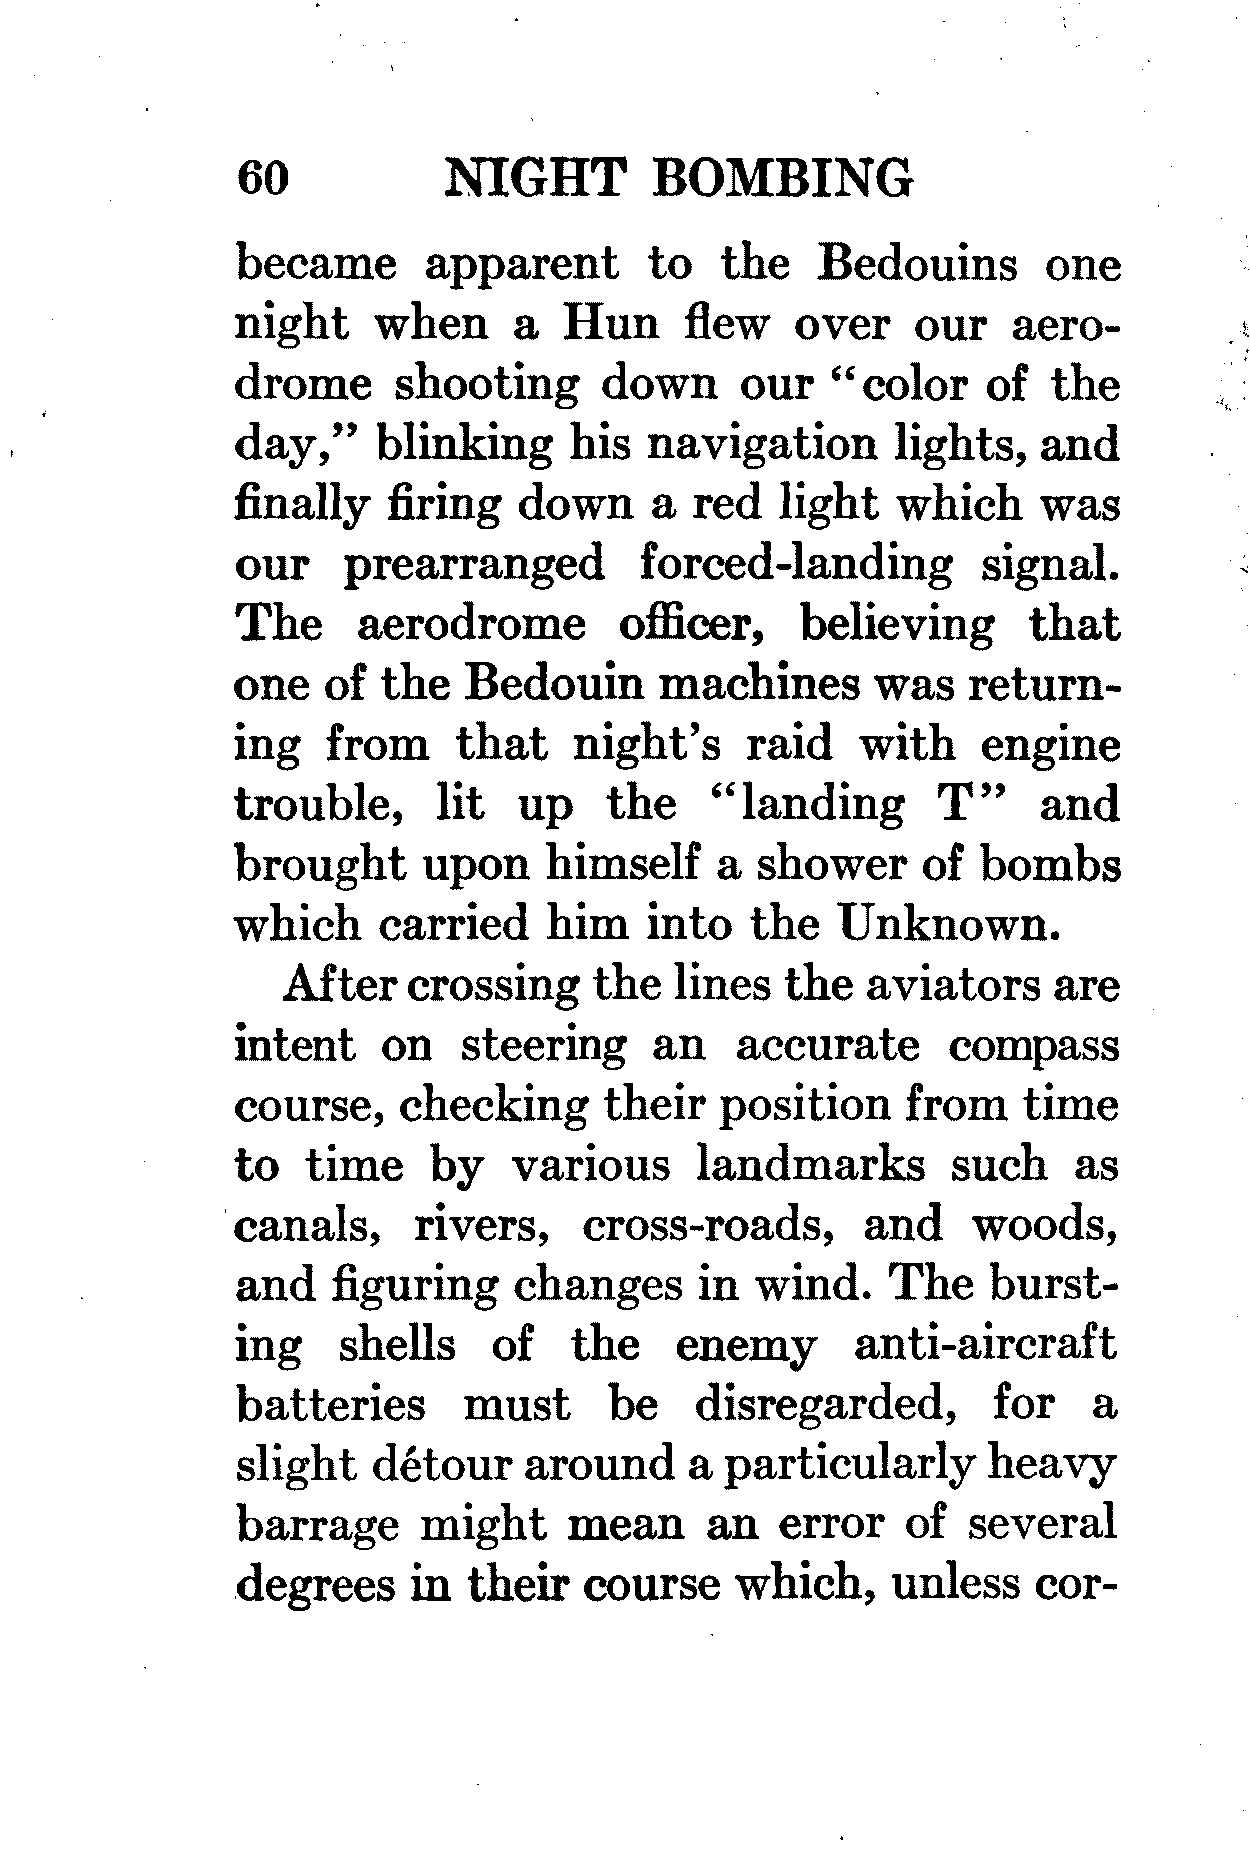 60 NIGHT BOMBING
became apparent to the Bedouins one
night when a Hun flew over our aero-
drome shooting down our “color of the
day,” blinking his navigation lights, and
finally firing down a red light which was
our prearranged forced-landing signal.
The aerodrome officer, believing that
one of the Bedouin machines was return-
ing from that night’s raid with engine
trouble, lit up the “landing T” and
brought upon himself a shower of bombs
which carried him into the Unknown.
After crossing the lines the aviators are
intent on steering an accurate compass
course, checking their position from time
to time by various landmarks such as
canals, rivers, cross-roads, and woods,
and figuring changes in wind. The burst-
ing shells of the enemy anti-aircraft
batteries must be disregarded, for a
slight détour around a particularly heavy
barrage might mean an error of several
degrees in their course which, unless cor-